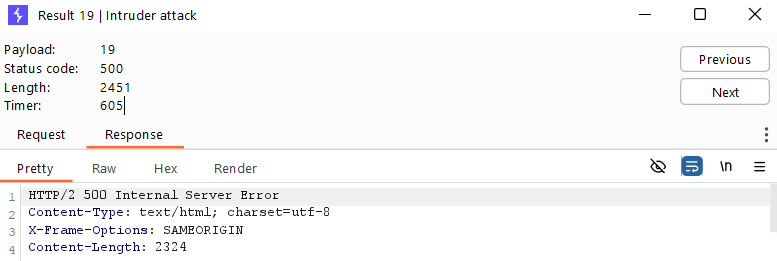 Result 19 | Intruder attack
Payload: 19
Status code: 500
Length: 2451
Timer: 605
Previous
Next
Request Response
Pretty Raw Hex Render \n
1 HTTP/2 500 Internal Server Error
2 Content-Type: text/html; charset=utf-8
3 X-Frame-Options: SAMEORIGIN
4 Content-Length: 2324